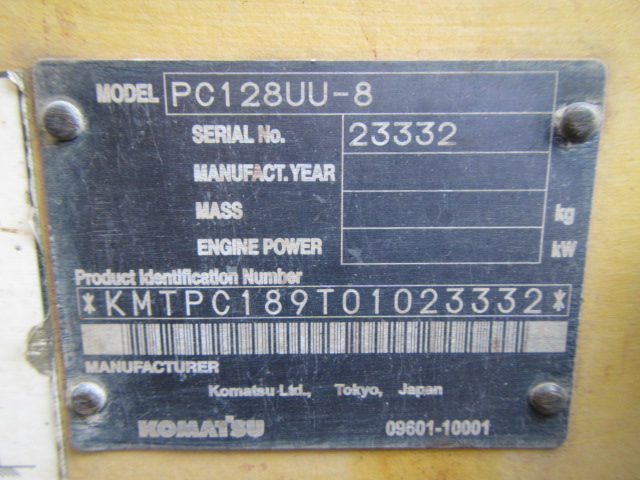 MODEL PC128UU-8
SERIAL No. 23332
MANUFACT.YEAR
MASS kg
ENGINE POWER kW
Product Identification Number
*KMTPC189T01023332*
MANUFACTURER
Komatsu Ltd., Tokyo, Japan
KOMATSU 09601-10001